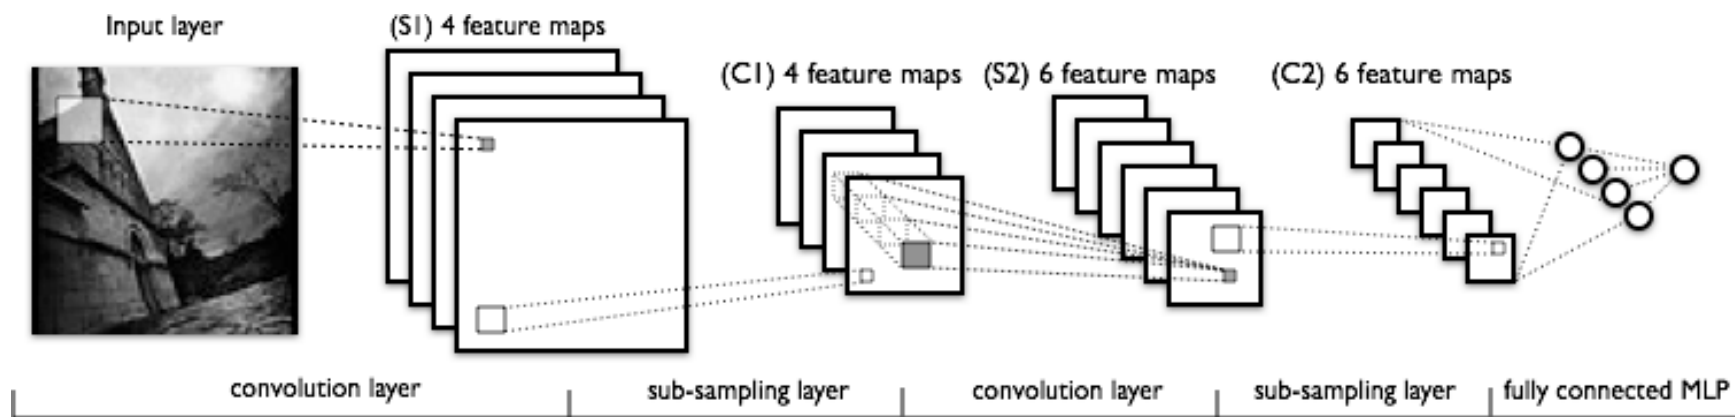 Input layer
(S1) 4 feature maps
(C1) 4 feature maps
(S2) 6 feature maps
(C2) 6 feature maps
convolution layer
sub-sampling layer
convolution layer
sub-sampling layer
fully connected MLP